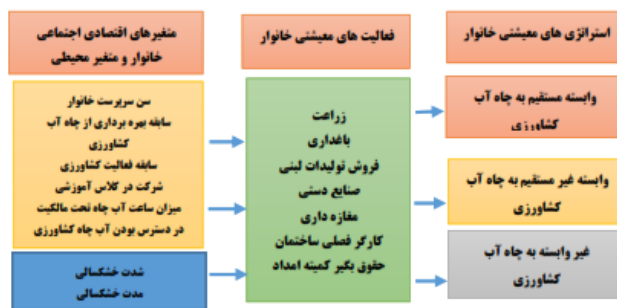 متغیرهای اقتصادی اجتماعی
خانوار و متغیر محیطی
سن سرپرست خانوار
سابقه بهره برداری از چاه آب
کشاورزی
سابقه فعالیت کشاورزی
شرکت در کلاس آموزشی
میزان ساعت آب چاه تحت مالکیت
در دسترس بودن آب چاه کشاورزی
شدت خشکسالی
مدت خشکسالی
فعالیت های معیشتی خانوار
زراعت
باغداری
فروش تولیدات لبنی
صنایع دستی
مغازه داری
کارگر فصلی ساختمان
حقوق بگیر کمیته امداد
استراتژی های معیشتی خانوار
وابسته مستقیم به چاه آب
کشاورزی
وابسته غیر مستقیم به چاه آب
کشاورزی
غیر وابسته به چاه آب
کشاورزی